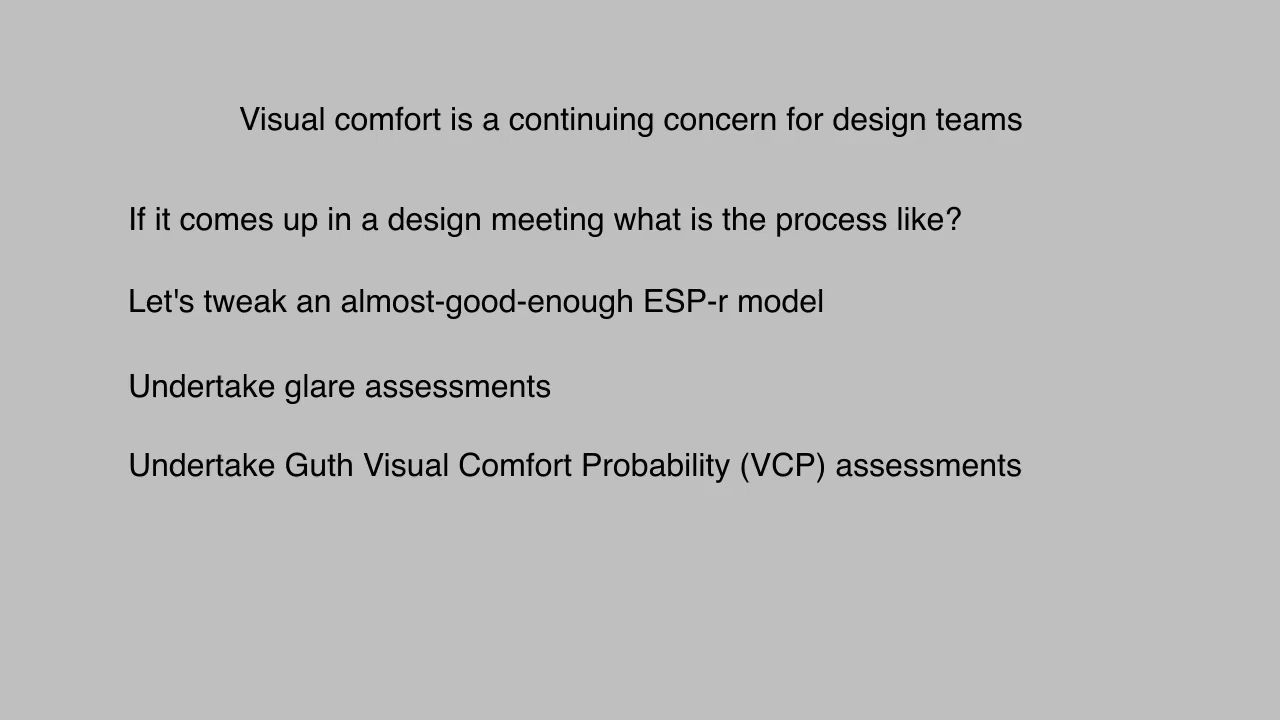 Visual comfort is a continuing concern for design teams
If it comes up in a design meeting what is the process like?
Let's tweak an almost-good-enough ESP-r model
Undertake glare assessments
Undertake Guth Visual Comfort Probability (VCP) assessments